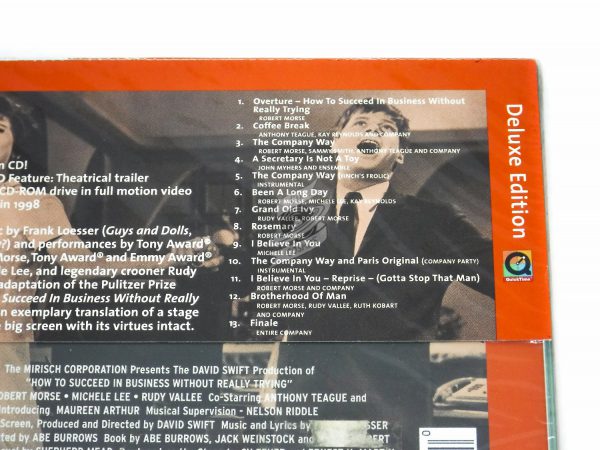 1. Overture – How To Succeed In Business Without
Really Trying
ROBERT MORSE
2. Coffee Break
ANTHONY TEAGUE, KAY REYNOLDS AND COMPANY
3. The Company Way
ROBERT MORSE, SAMMY SMITH, ANTHONY TEAGUE AND COMPANY
4. A Secretary Is Not A Toy
JOHN MYHERS AND ENSEMBLE
5. The Company Way (FINCH'S FROLIC)
INSTRUMENTAL
6. Been A Long Day
ROBERT MORSE, MICHELE LEE, KAY REYNOLDS
7. Grand Old Ivy
RUDY VALLEE, ROBERT MORSE
8. Rosemary
ROBERT MORSE
9. I Believe In You
MICHELE LEE
10. The Company Way and Paris Original (COMPANY PARTY)
INSTRUMENTAL
11. I Believe In You – Reprise – (Gotta Stop That Man)
ROBERT MORSE AND COMPANY
12. Brotherhood Of Man
ROBERT MORSE, RUDY VALLEE, RUTH KOBART
AND COMPANY
13. Finale
ENTIRE COMPANY
Deluxe Edition
QuickTime
CD!
Feature: Theatrical trailer
CD-ROM drive in full motion video
in 1998
c by Frank Loesser (Guys and Dolls,
?) and performances by Tony Award®
orse, Tony Award® and Emmy Award®
le Lee, and legendary crooner Rudy
adaptation of the Pulitzer Prize
Succeed In Business Without Really
n exemplary translation of a stage
e big screen with its virtues intact.
The MIRISCH CORPORATION Presents The DAVID SWIFT Production of
"HOW TO SUCCEED IN BUSINESS WITHOUT REALLY TRYING"
OBERT MORSE • MICHELE LEE • RUDY VALLEE Co-Starring ANTHONY TEAGUE and
ntroducing MAUREEN ARTHUR Musical Supervision - NELSON RIDDLE
Screen, Produced and Directed by DAVID SWIFT Music and Lyrics by
ted by ABE BURROWS Book by ABE BURROWS, JACK WEINSTOCK and
0